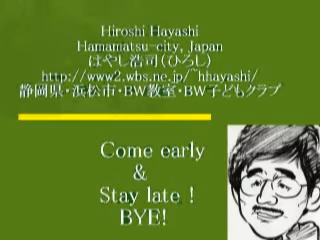 Hiroshi Hayashi
Hamamatsu-city, Japan
はやし浩司（ひろし）
http://www2.wbs.ne.jp/~hhayashi/
静岡県・浜松市・BW教室・BW子どもクラブ
Come early
&
Stay late !
BYE!